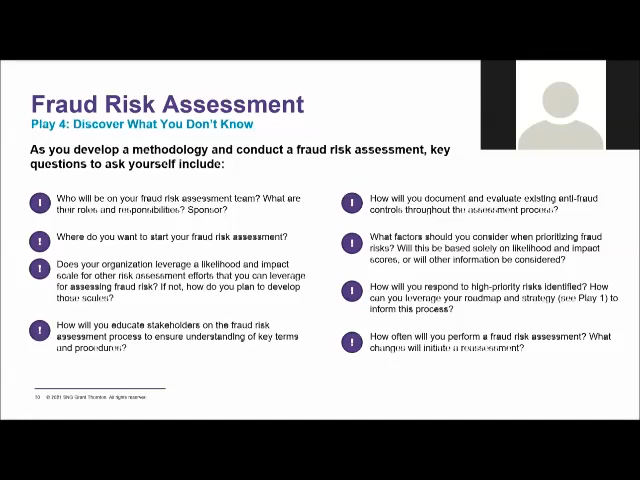 Fraud Risk Assessment
Play 4: Discover What You Don't Know
As you develop a methodology and conduct a fraud risk assessment, key
questions to ask yourself include:
! Who will be on your fraud risk assessment team? What are
their roles and responsibilities? Sponsor?
! Where do you want to start your fraud risk assessment?
! Does your organization leverage a likelihood and impact
scale for other risk assessment efforts that you can leverage
for assessing fraud risk? If not, how do you plan to develop
those scales?
! How will you educate stakeholders on the fraud risk
assessment process to ensure understanding of key terms
and procedures?
! How will you document and evaluate existing anti-fraud
controls throughout the assessment process?
! What factors should you consider when prioritizing fraud
risks? Will this be based solely on likelihood and impact
scores, or will other information be considered?
! How will you respond to high-priority risks identified? How
can you leverage your roadmap and strategy (see Play 1) to
inform this process?
! How often will you perform a fraud risk assessment? What
changes will initiate a reassessment?
© 2021 Grant Thornton. All rights reserved.